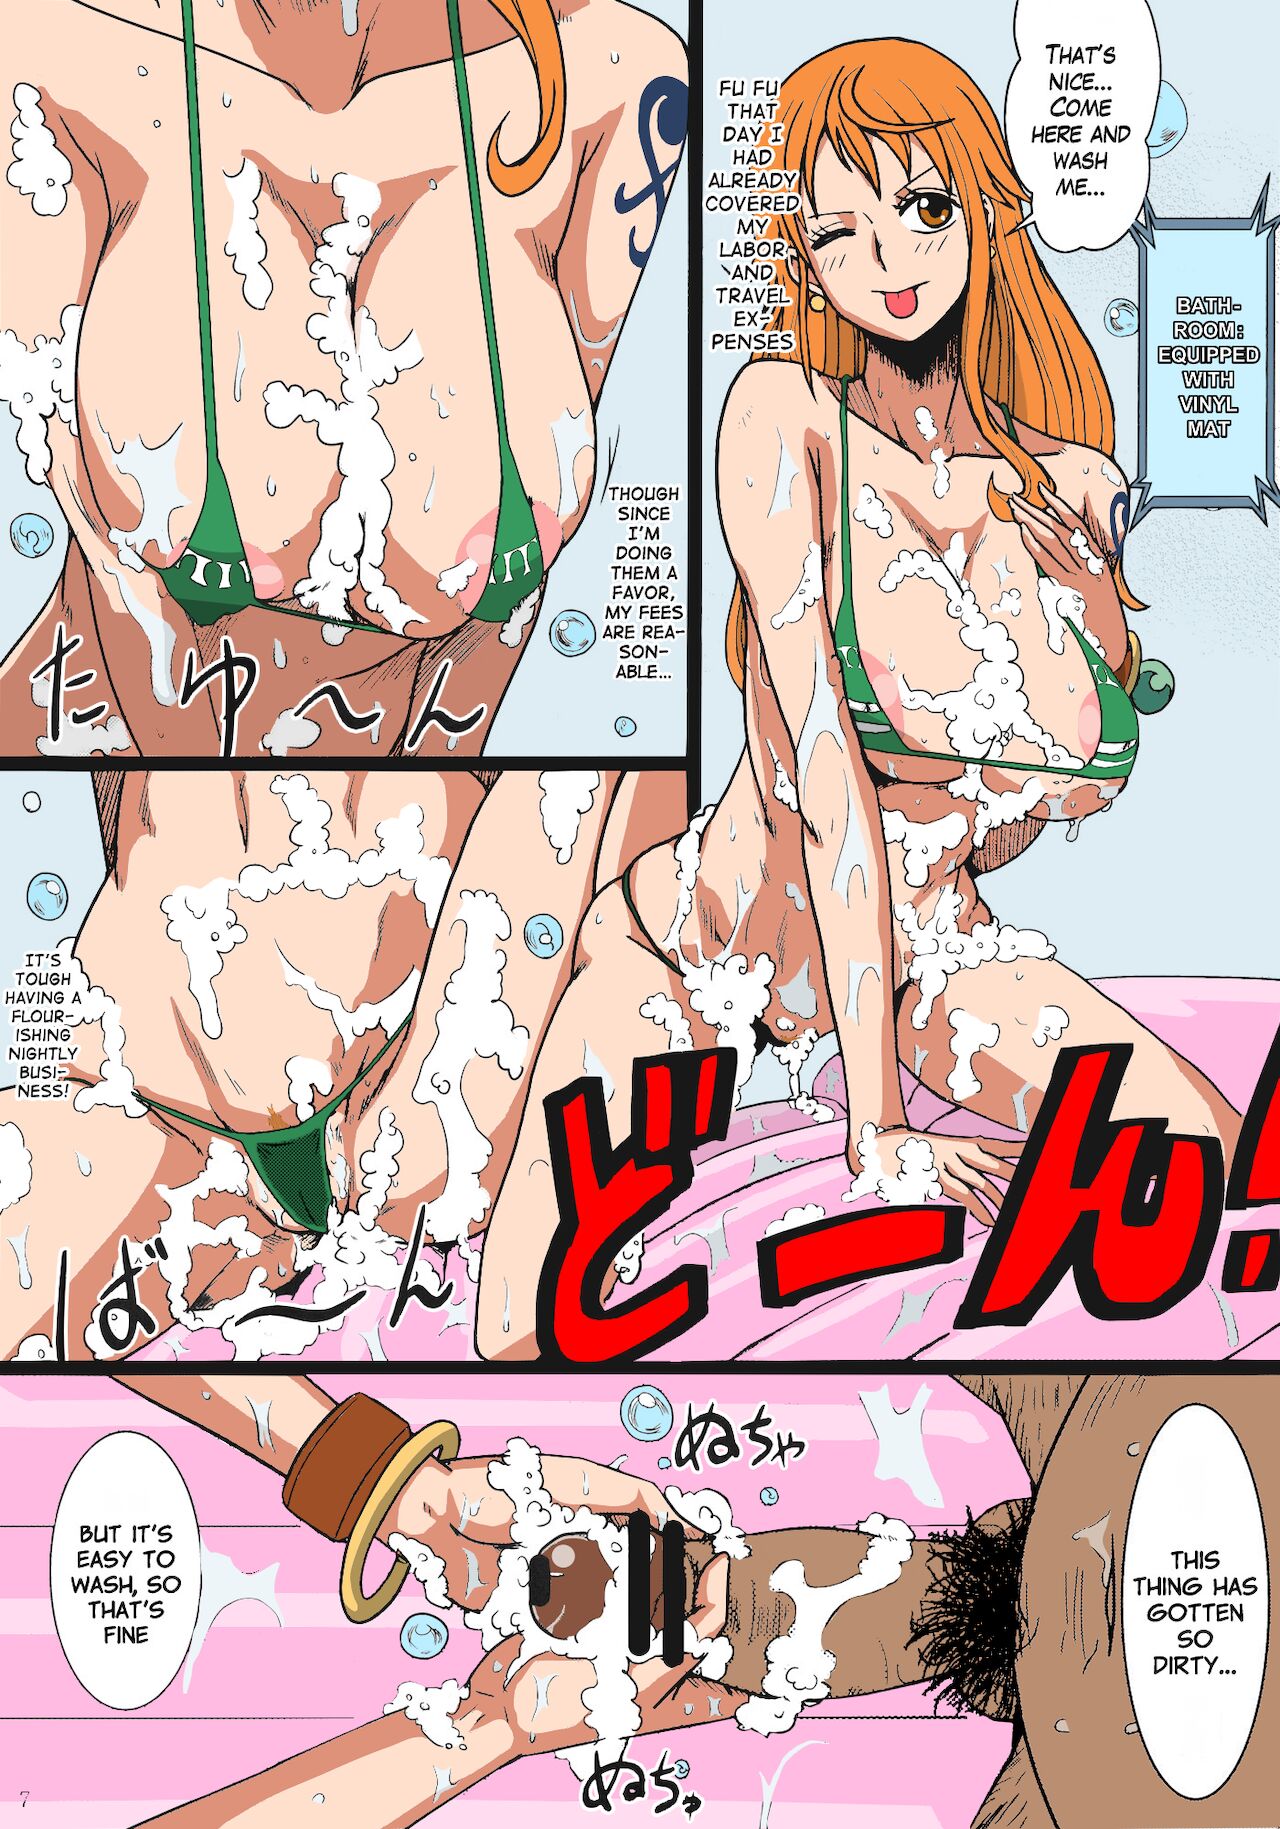 THAT'S
NICE...
COME
HERE AND
WASH
ME...
BATH-
ROOM:
EQUIPPED
WITH
VINYL
MAT
FU FU
THAT
DAY I
HAD
ALREADY
COVERED
MY
LABOR
AND
TRAVEL
EX-
PENSES
THOUGH
SINCE
I'M
DOING
THEM A
FAVOR,
MY FEES
ARE REA-
SON-
ABLE...
たゆ〜ん
IT'S
TOUGH
HAVING A
FLOUR-
ISHING
NIGHTLY
BUSI-
NESS!
ば〜ん
どーん!
ぬちゃ
THIS
THING HAS
GOTTEN
SO
DIRTY...
BUT IT'S
EASY TO
WASH, SO
THAT'S
FINE
ぬちゅ
7